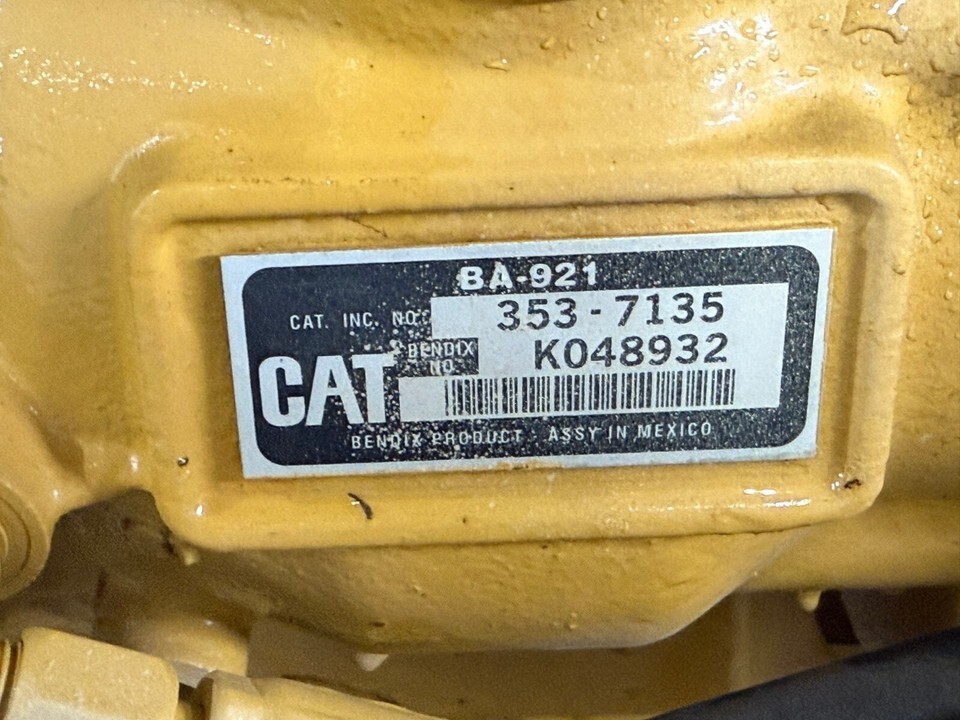 BA-921
CAT. INC. NO. 353-7135
BENDIX NO. K048932
CAT
BENDIX PRODUCT ASSY IN MEXICO